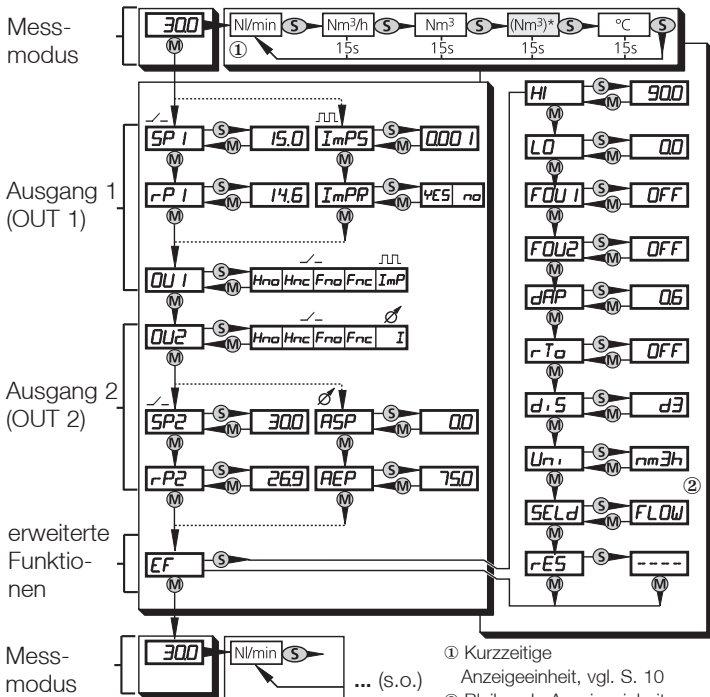 Mess-
modus
30.0
M
Nl/min S Nm³/h S Nm³ S (Nm³)* S °C S
① 15s 15s 15s 15s
Ausgang 1
(OUT 1)
SP1 S M 15.0 ImPS S M 0.001
M M
rP1 S M 14.6 ImPR S M YES no
M M
OU1 S M Hno Hnc Fno Fnc ImP
M
Ausgang 2
(OUT 2)
OU2 S M Hno Hnc Fno Fnc I
M
SP2 S M 30.0 ASP S M 0.0
M M
rP2 S M 26.9 AEP S M 75.0
M M
erweiterte
Funktio-
nen
EF S
M
HI S M 90.0
M
LO S M 0.0
M
FOU1 S M OFF
M
FOU2 S M OFF
M
dAP S M 0.6
M
rTo S M OFF
M
diS S M d3
M
Uni S M nm3h
M ②
SELd S M FLOW
M
rES S ----
M M
Mess-
modus
30.0
Nl/min S
... (s.o.)
① Kurzzeitige
Anzeigeeinheit, vgl. S. 10